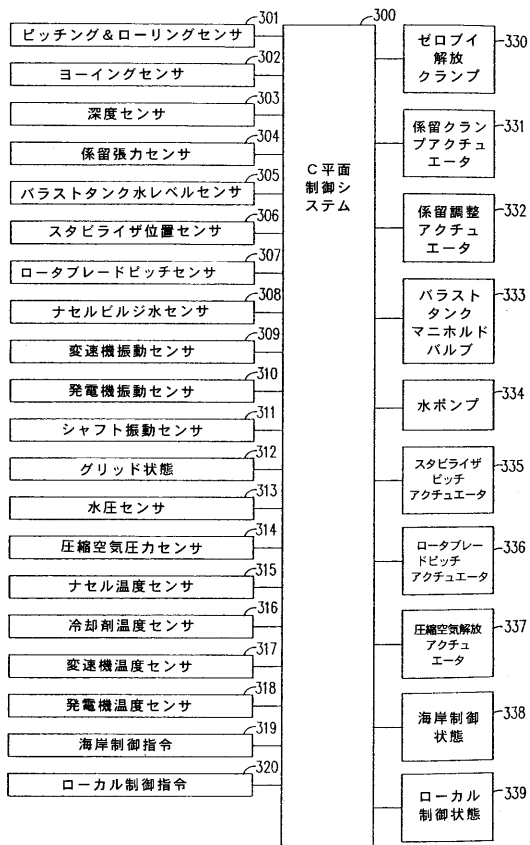 301
ピッチング&ローリングセンサ
302
ヨーイングセンサ
303
深度センサ
304
係留張力センサ
305
バラストタンク水レベルセンサ
306
スタビライザ位置センサ
307
ロータブレードピッチセンサ
308
ナセルビルジ水センサ
309
変速機振動センサ
310
発電機振動センサ
311
シャフト振動センサ
312
グリッド状態
313
水圧センサ
314
圧縮空気圧力センサ
315
ナセル温度センサ
316
冷却剤温度センサ
317
変速機温度センサ
318
発電機温度センサ
319
海岸制御指令
320
ローカル制御指令
300
C平面
制御シ
ステム
330
ゼロブイ
解放
クランプ
331
係留クラン
プアクチュ
エータ
332
係留調整
アクチュ
エータ
333
バラスト
タンク
マニホルド
バルブ
334
水ポンプ
335
スタビライザ
ピッチ
アクチュエータ
336
ロータブレー
ドピッチ
アクチュエータ
337
圧縮空気解放
アクチュ
エータ
338
海岸制御
状態
339
ローカル
制御状態